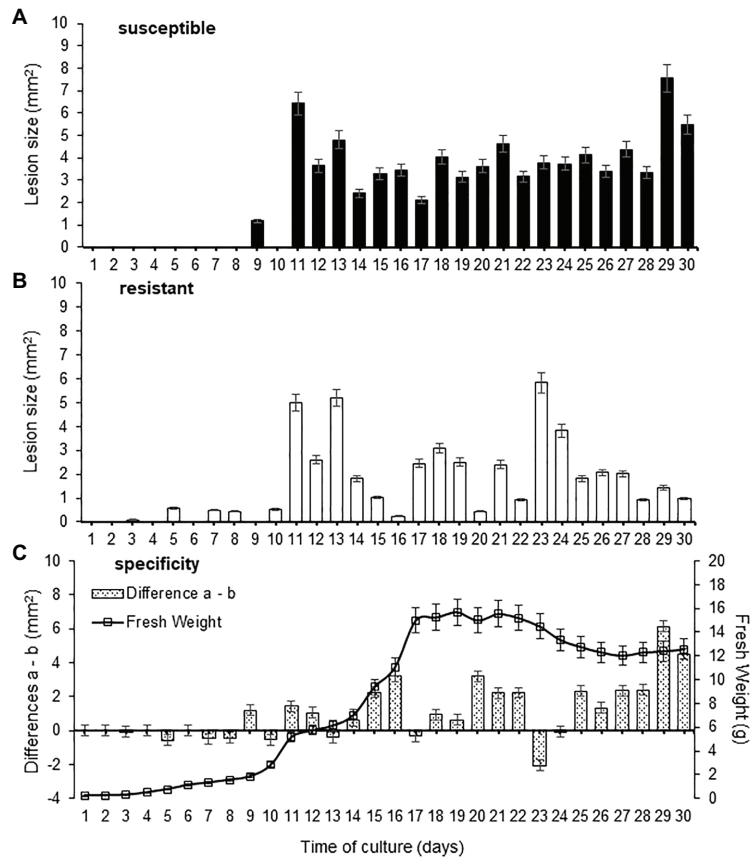 A
susceptible
Lesion size (mm²)
10
9
8
7
6
5
4
3
2
1
0
1 2 3 4 5 6 7 8 9 10 11 12 13 14 15 16 17 18 19 20 21 22 23 24 25 26 27 28 29 30
B
resistant
Lesion size (mm²)
10
9
8
7
6
5
4
3
2
1
0
1 2 3 4 5 6 7 8 9 10 11 12 13 14 15 16 17 18 19 20 21 22 23 24 25 26 27 28 29 30
C
specificity
Difference a - b
Fresh Weight
Differences a - b (mm²)
10
8
6
4
2
0
-2
-4
20
18
16
14
12
10
8
6
4
2
0
Fresh Weight (g)
1 2 3 4 5 6 7 8 9 10 11 12 13 14 15 16 17 18 19 20 21 22 23 24 25 26 27 28 29 30
Time of culture (days)